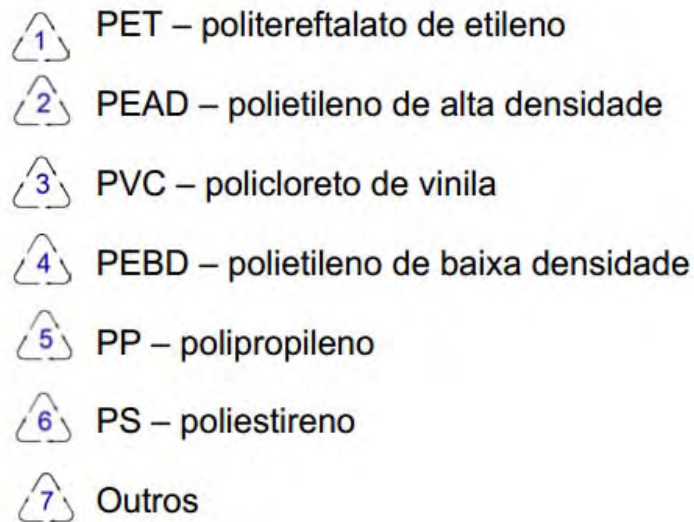 1 PET – politereftalato de etileno
2 PEAD – polietileno de alta densidade
3 PVC – policloreto de vinila
4 PEBD – polietileno de baixa densidade
5 PP – polipropileno
6 PS – poliestireno
7 Outros